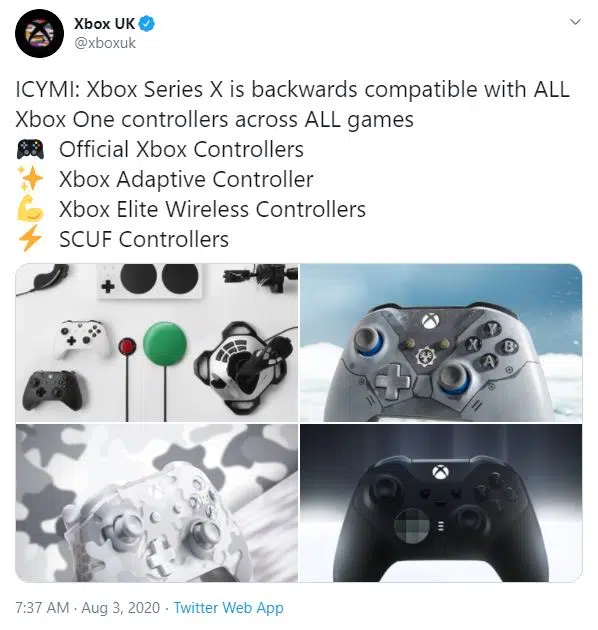 Xbox UK
@xboxuk
ICYMI: Xbox Series X is backwards compatible with ALL
Xbox One controllers across ALL games
🎮 Official Xbox Controllers
✨ Xbox Adaptive Controller
💪 Xbox Elite Wireless Controllers
⚡ SCUF Controllers
Y
X B
A
7:37 AM · Aug 3, 2020 · Twitter Web App